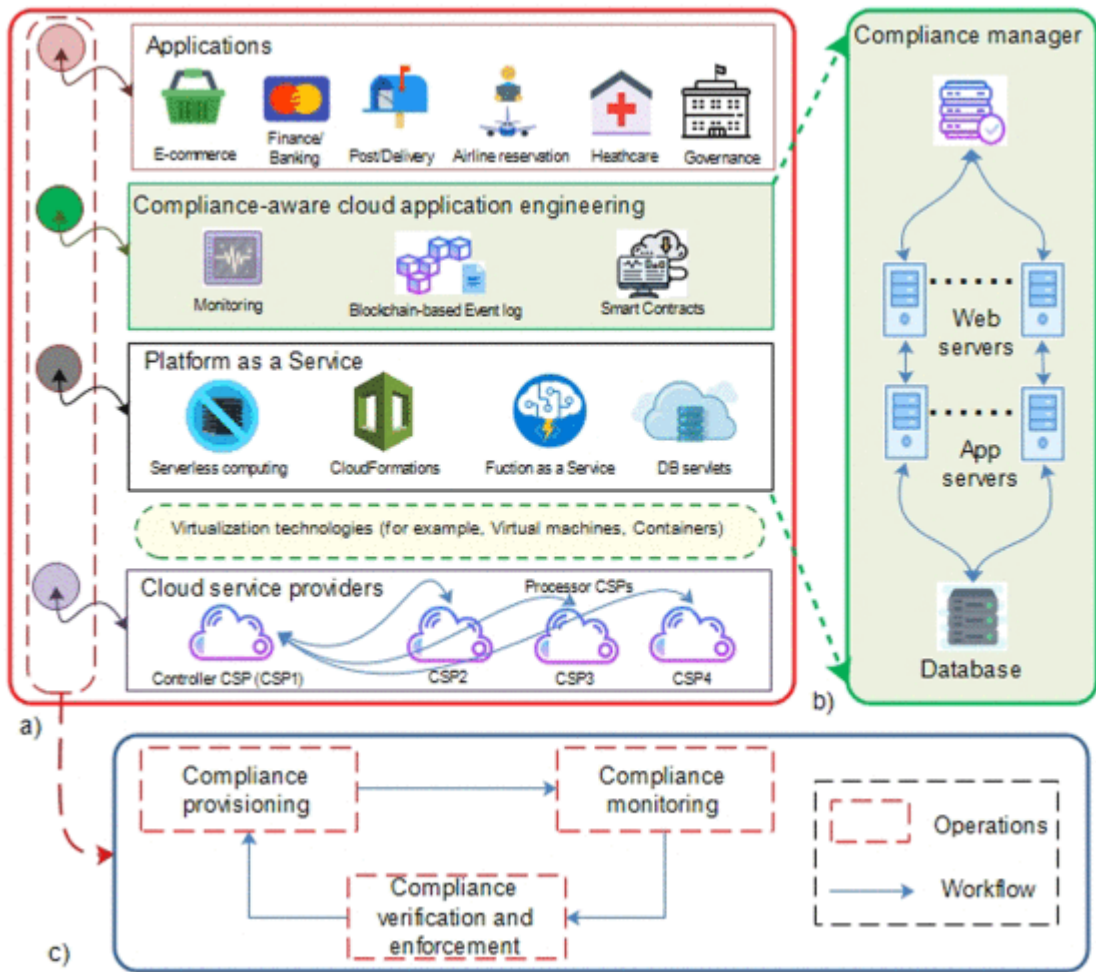 Applications
E-commerce
Finance/
Banking
Post/Delivery
Airline reservation
Heathcare
Governance
Compliance-aware cloud application engineering
Monitoring
Blockchain-based Event log
Smart Contracts
Platform as a Service
Serverless computing
CloudFormations
Fuction as a Service
DB servlets
Virtualization technologies (for example, Virtual machines, Containers)
Cloud service providers
Processor CSPs
Controller CSP (CSP1)
CSP2
CSP3
CSP4
a)
Compliance manager
Web
servers
App
servers
Database
b)
Compliance
provisioning
Compliance
monitoring
Compliance
verification and
enforcement
Operations
Workflow
c)